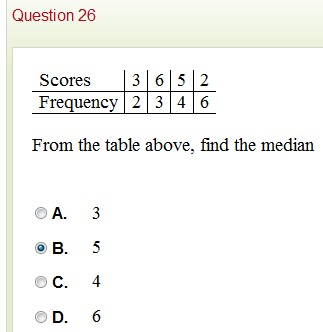 Question 26
Scores 3 6 5 2
Frequency 2 3 4 6
From the table above, find the median
A. 3
B. 5
C. 4
D. 6